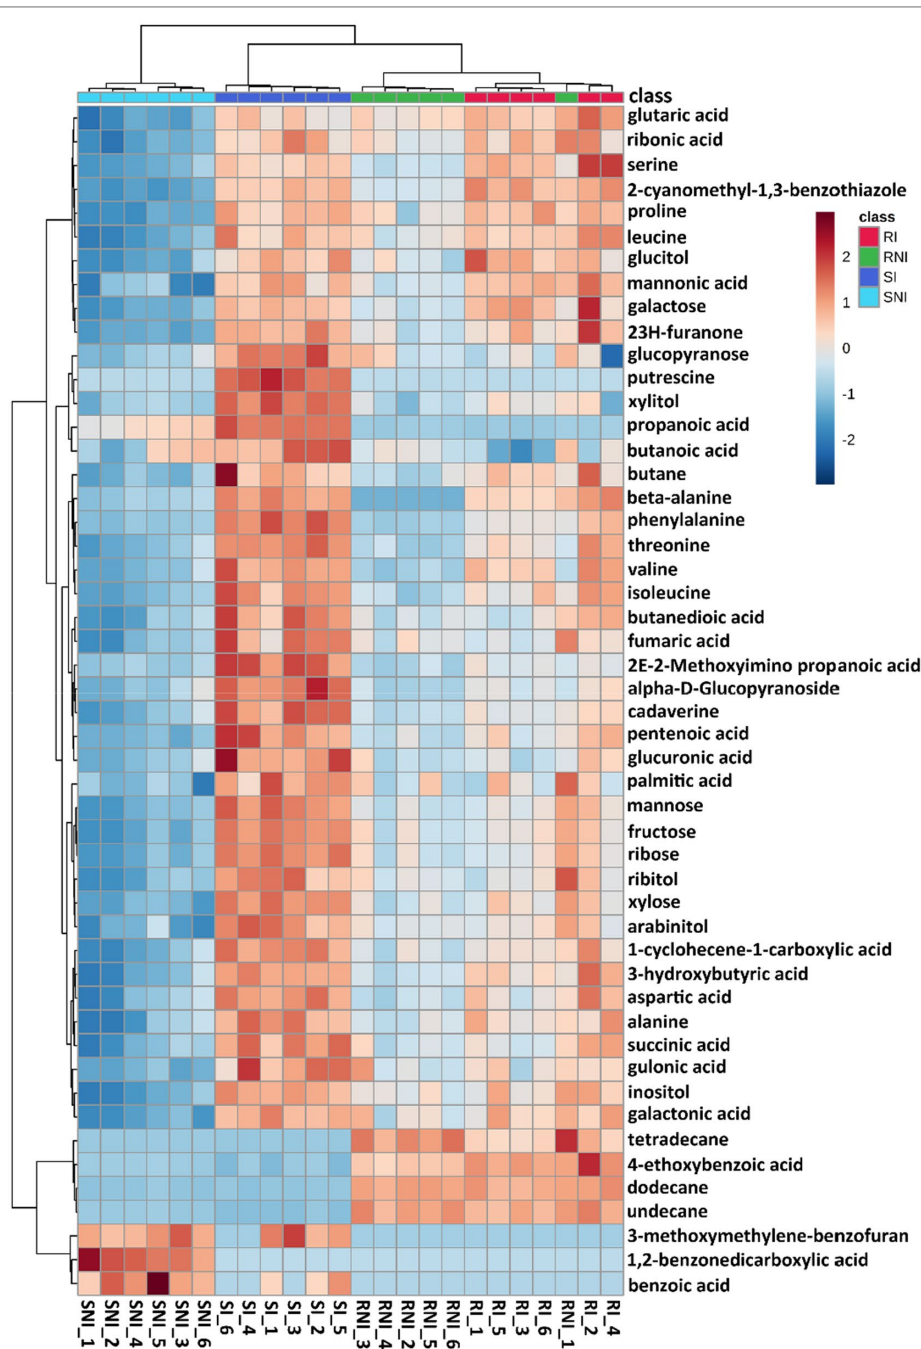 class
glutaric acid
ribonic acid
serine
2-cyanomethyl-1,3-benzothiazole
proline
leucine
glucitol
mannonic acid
galactose
23H-furanone
glucopyranose
putrescine
xylitol
propanoic acid
butanoic acid
butane
beta-alanine
phenylalanine
threonine
valine
isoleucine
butanedioic acid
fumaric acid
2E-2-Methoxyimino propanoic acid
alpha-D-Glucopyranoside
cadaverine
pentenoic acid
glucuronic acid
palmitic acid
mannose
fructose
ribose
ribitol
xylose
arabinitol
1-cyclohecene-1-carboxylic acid
3-hydroxybutyric acid
aspartic acid
alanine
succinic acid
gulonic acid
inositol
galactonic acid
tetradecane
4-ethoxybenzoic acid
dodecane
undecane
3-methoxymethylene-benzofuran
1,2-benzonedicarboxylic acid
benzoic acid
class
RI
RNI
SI
SNI
2
1
0
-1
-2
SNI_1
SNI_2
SNI_4
SNI_5
SNI_3
SNI_6
SI_6
SI_4
SI_1
SI_3
SI_2
SI_5
RNI_3
RNI_4
RNI_2
RNI_5
RNI_6
RI_1
RI_5
RI_3
RI_6
RNI_1
RI_2
RI_4